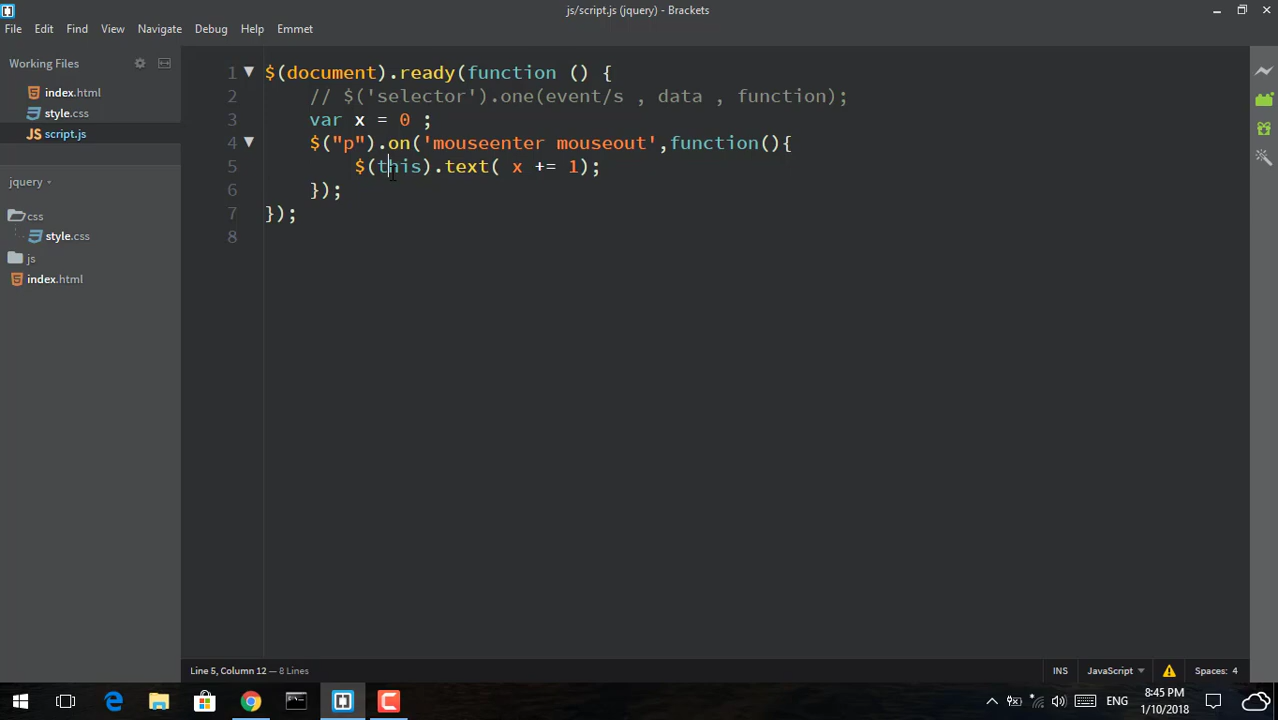 js/script.js (jquery) - Brackets
File Edit Find View Navigate Debug Help Emmet
Working Files
index.html
style.css
JS script.js
jquery
css
style.css
js
index.html
1 $(document).ready(function () {
2 // $('selector').one(event/s , data , function);
3 var x = 0 ;
4 $("p").on('mouseenter mouseout',function(){
5 $(this).text( x += 1);
6 });
7 });
8
Line 5, Column 12 — 8 Lines
INS JavaScript Spaces: 4
ENG
8:45 PM
1/10/2018